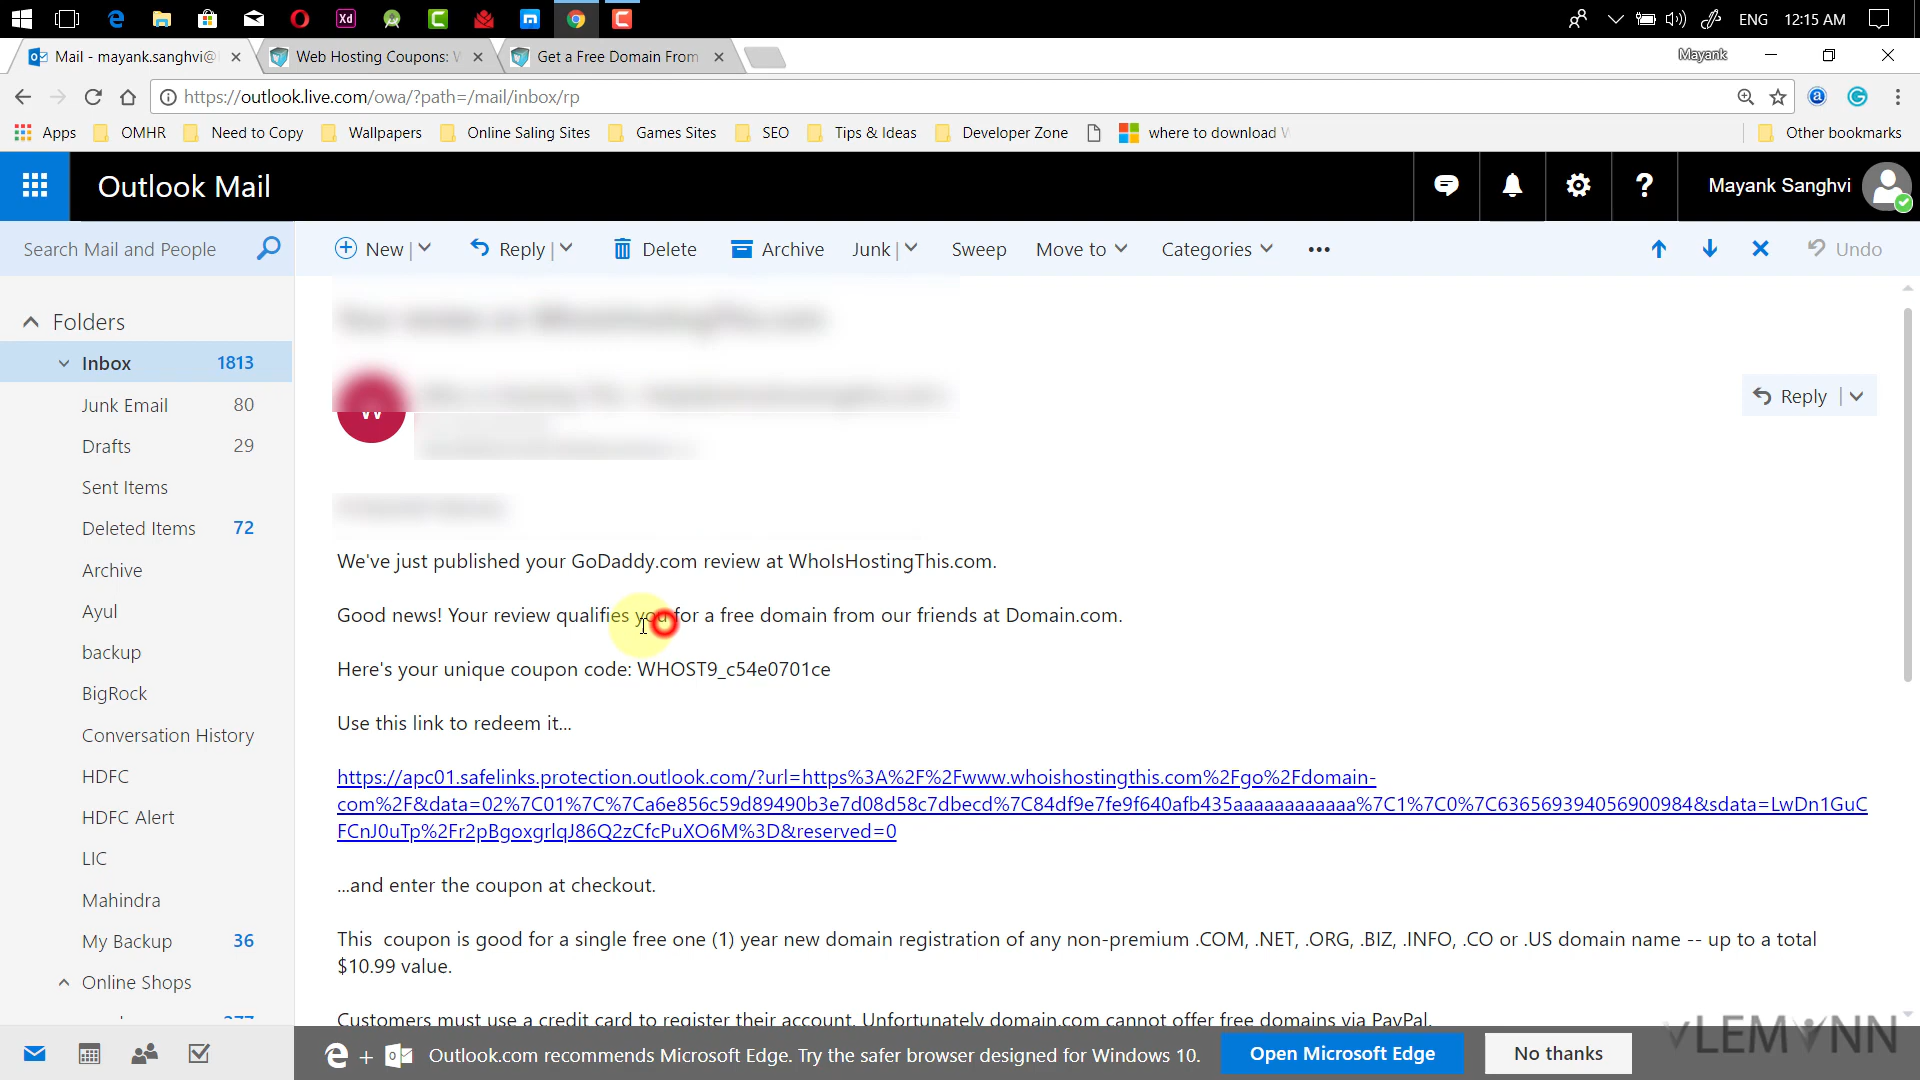 Xd
ENG 12:15 AM
Mail - mayank.sanghvi@
Web Hosting Coupons: W
Get a Free Domain From
Mayank
https://outlook.live.com/owa/?path=/mail/inbox/rp
Apps OMHR Need to Copy Wallpapers Online Saling Sites Games Sites SEO Tips & Ideas Developer Zone where to download Other bookmarks
Outlook Mail
Mayank Sanghvi
Search Mail and People
New Reply Delete Archive Junk Sweep Move to Categories Undo
Folders
Inbox 1813
Junk Email 80
Drafts 29
Sent Items
Deleted Items 72
Archive
Ayul
backup
BigRock
Conversation History
HDFC
HDFC Alert
LIC
Mahindra
My Backup 36
Online Shops
Reply
We've just published your GoDaddy.com review at WhoIsHostingThis.com.
Good news! Your review qualifies you for a free domain from our friends at Domain.com.
Here's your unique coupon code: WHOST9_c54e0701ce
Use this link to redeem it...
https://apc01.safelinks.protection.outlook.com/?url=https%3A%2F%2Fwww.whoishostingthis.com%2Fgo%2Fdomain-
com%2F&data=02%7C01%7C%7Ca6e856c59d89490b3e7d08d58c7dbecd%7C84df9e7fe9f640afb435aaaaaaaaaaaa%7C1%7C0%7C636569394056900984&sdata=LwDn1GuC
FCnJ0uTp%2Fr2pBgoxgrlqJ86Q2zCfcPuXO6M%3D&reserved=0
...and enter the coupon at checkout.
This  coupon is good for a single free one (1) year new domain registration of any non-premium .COM, .NET, .ORG, .BIZ, .INFO, .CO or .US domain name -- up to a total
$10.99 value.
Customers must use a credit card to register their account. Unfortunately domain.com cannot offer free domains via PayPal.
Outlook.com recommends Microsoft Edge. Try the safer browser designed for Windows 10.
Open Microsoft Edge
No thanks
vLEMYNN